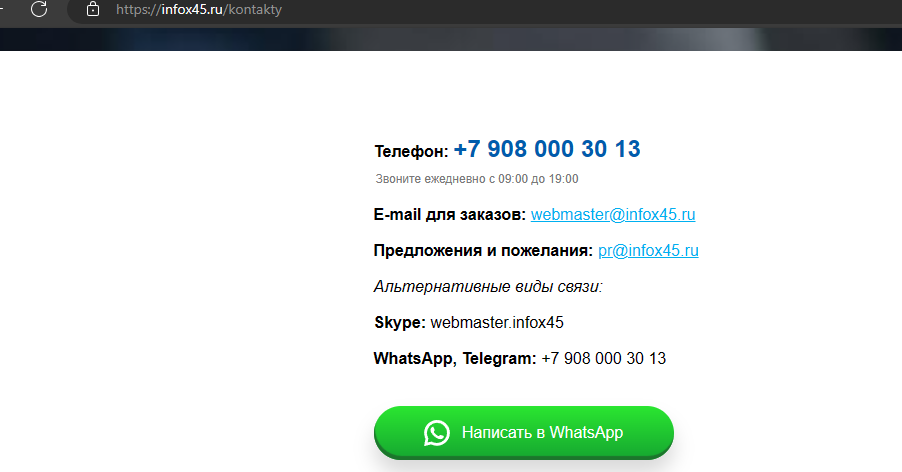 https://infox45.ru/kontakty
Телефон: +7 908 000 30 13
Звоните ежедневно с 09:00 до 19:00
E-mail для заказов: webmaster@infox45.ru
Предложения и пожелания: pr@infox45.ru
Альтернативные виды связи:
Skype: webmaster.infox45
WhatsApp, Telegram: +7 908 000 30 13
Написать в WhatsApp